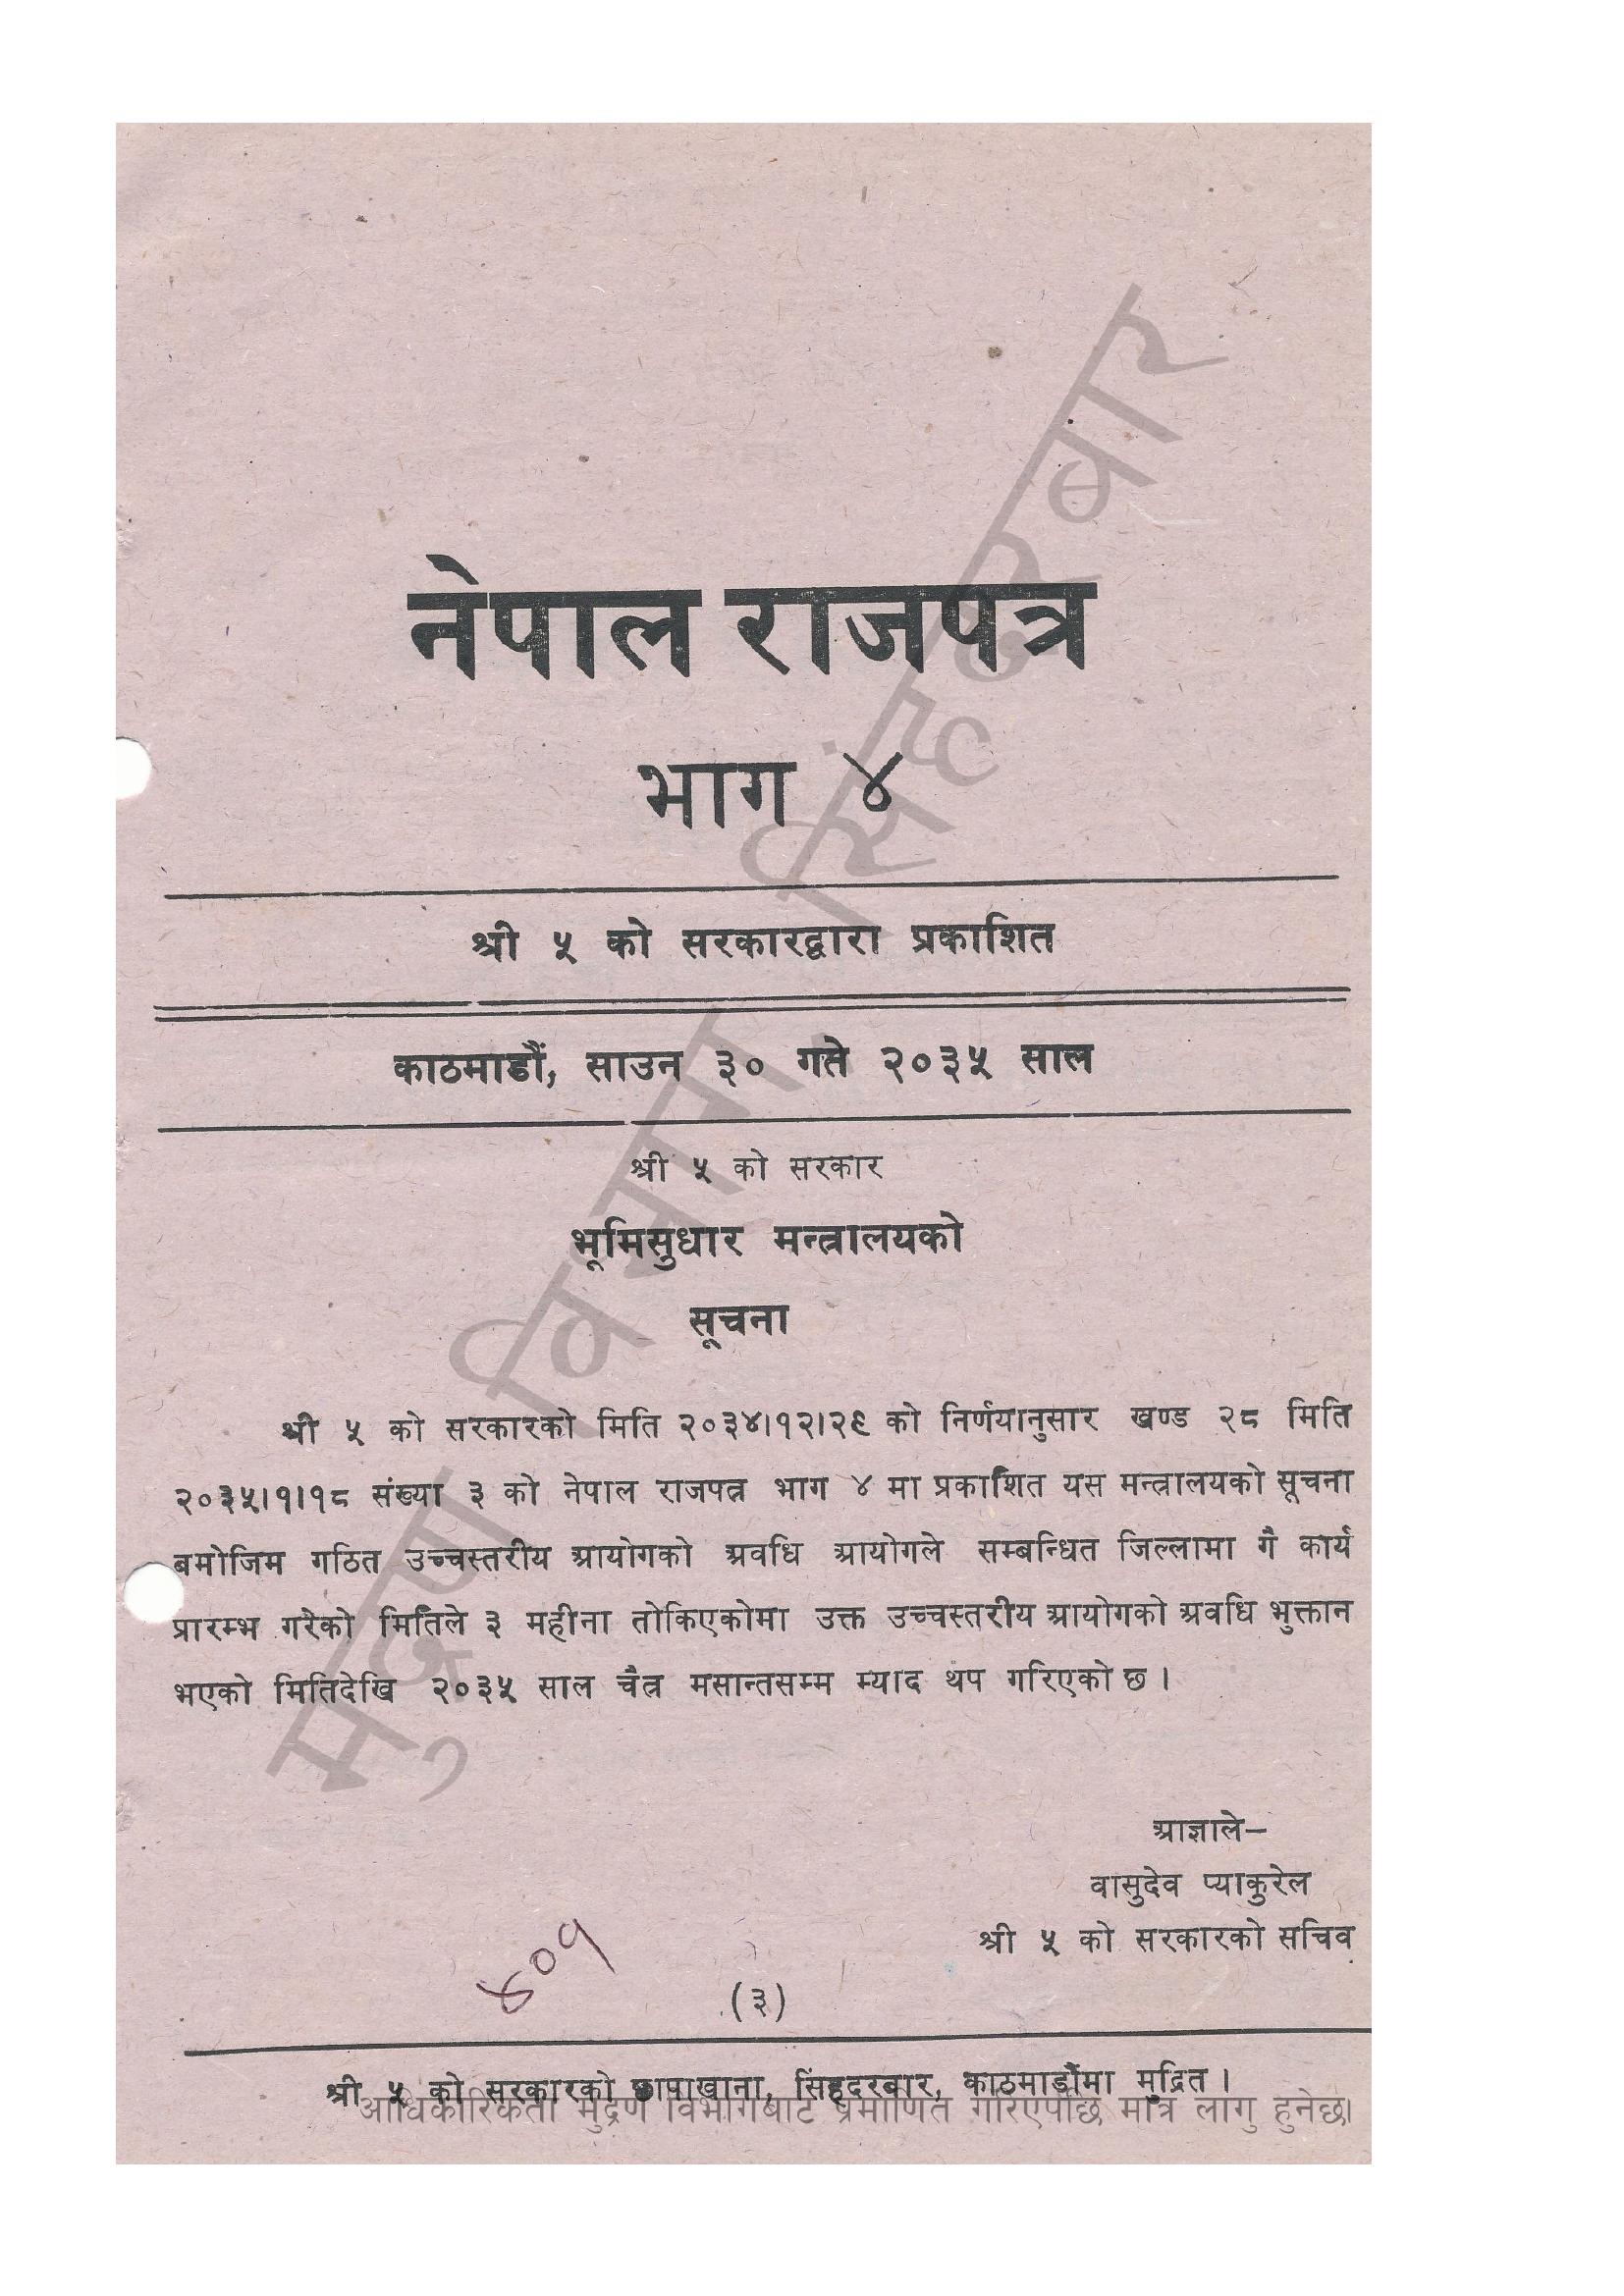 नेपाल राजपत्र
भाग ४
श्री ५ को सरकारद्वारा प्रकाशित
काठमाडौं, साउन ३० गते २०३५ साल
श्री ५ को सरकार
भूमिसुधार मन्त्रालयको
सूचना
श्री ५ को सरकारको मिति २०३४।१२।२९ को निर्णयानुसार खण्ड २८ मिति
२०३५।१।१८ संख्या ३ को नेपाल राजपत्र भाग ४ मा प्रकाशित यस मन्त्रालयको सूचना
बमोजिम गठित उच्चस्तरीय आयोगको अवधि आयोगले सम्बन्धित जिल्लामा गै कार्य
प्रारम्भ गरेको मितिले ३ महीना तोकिएकोमा उक्त उच्चस्तरीय आयोगको अवधि भुक्तान
भएको मितिदेखि २०३५ साल चैत्र मसान्तसम्म म्याद थप गरिएको छ ।
आज्ञाले–
वासुदेव प्याकुरेल
श्री ५ को सरकारको सचिव
४०१
(३)
श्री ५ को सरकारको छापाखाना, सिंहदरबार, काठमाडौंमा मुद्रित ।
आधिकारिकता मुद्रण विभागबाट प्रमाणित गरिएपछि मात्र लागु हुनेछ।
मुद्रण विभाग, सिंहदरबार